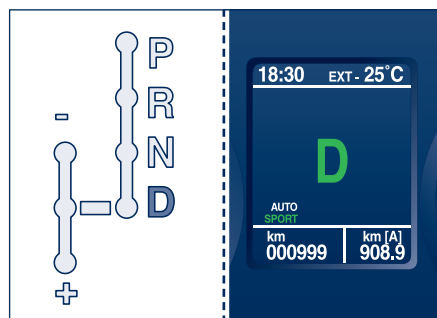 P
R
-
N
D
+
18:30 EXT - 25°C
D
AUTO
SPORT
km km [A]
000999 908.9